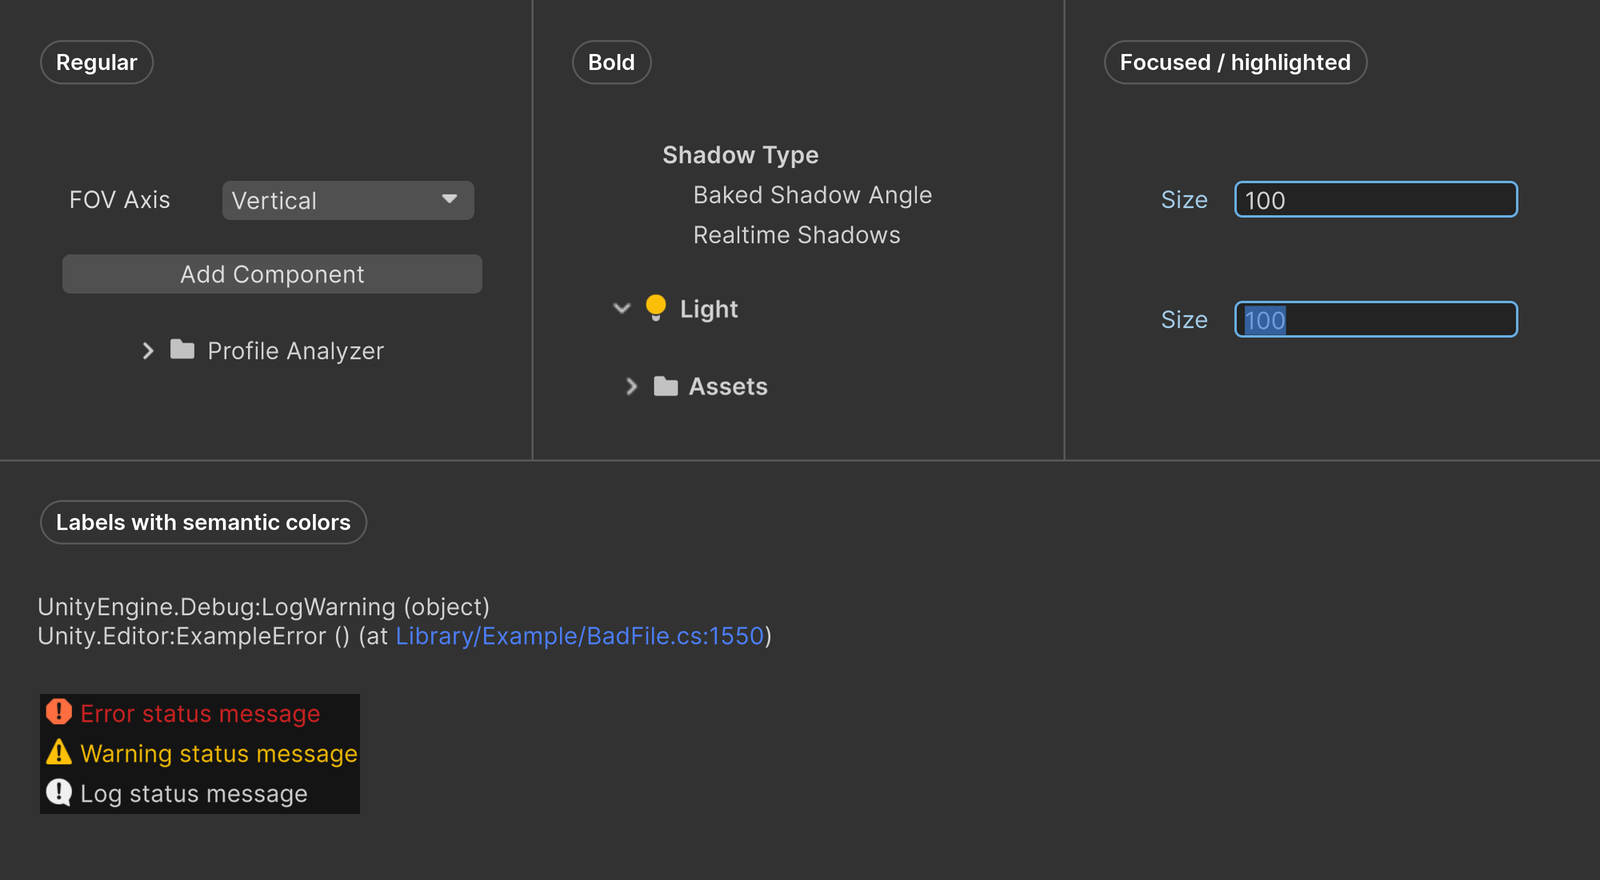 Regular
FOV Axis
Vertical
Add Component
Profile Analyzer
Bold
Shadow Type
Baked Shadow Angle
Realtime Shadows
Light
Assets
Focused / highlighted
Size
100
Size
100
Labels with semantic colors
UnityEngine.Debug:LogWarning (object)
Unity.Editor:ExampleError () (at Library/Example/BadFile.cs:1550)
Error status message
Warning status message
Log status message